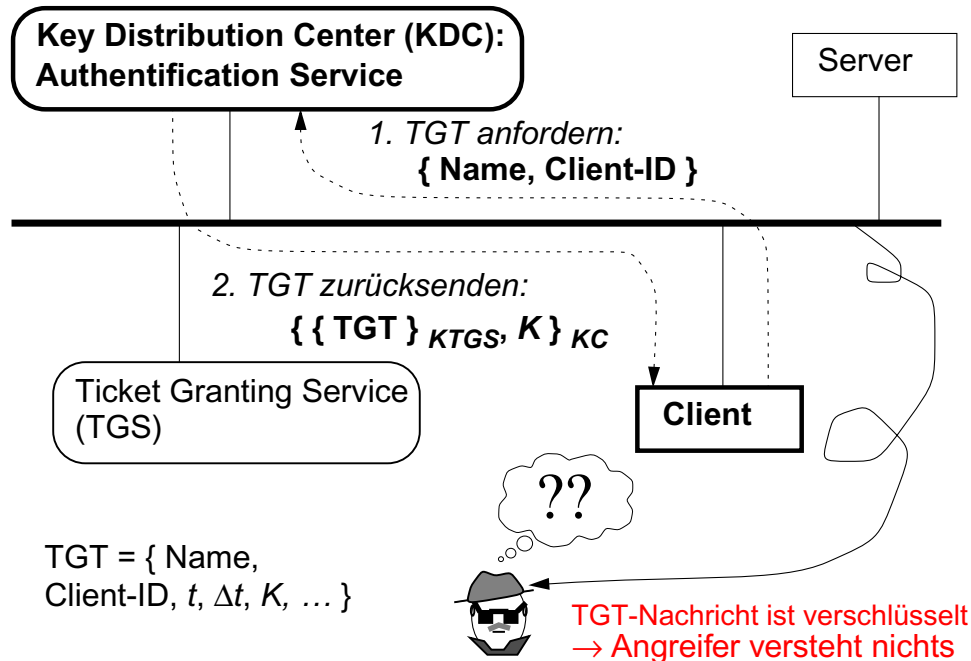 Key Distribution Center (KDC):
Authentification Service
Server
1. TGT anfordern:
{ Name, Client-ID }
2. TGT zurücksenden:
{ { TGT } KTGS, K } KC
Ticket Granting Service
(TGS)
Client
??
TGT = { Name,
Client-ID, t, Δt, K, … }
TGT-Nachricht ist verschlüsselt
→ Angreifer versteht nichts